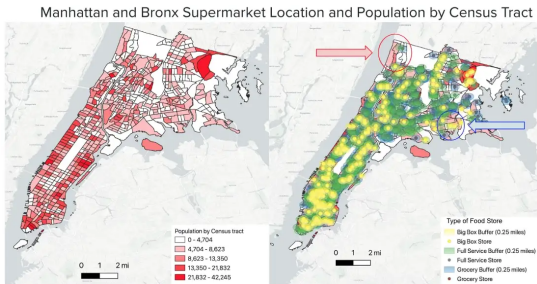 Manhattan and Bronx Supermarket Location and Population by Census Tract
Population by Census tract
0 - 4,704
4,704 - 8,623
8,623 - 13,350
13,350 - 21,832
21,832 - 42,245
0 1 2 mi
0 1 2 mi
Type of Food Store
Big Box Buffer (0.25 miles)
Big Box Store
Full Service Buffer (0.25 miles)
Full Service Store
Grocery Buffer (0.25 miles)
Grocery Store